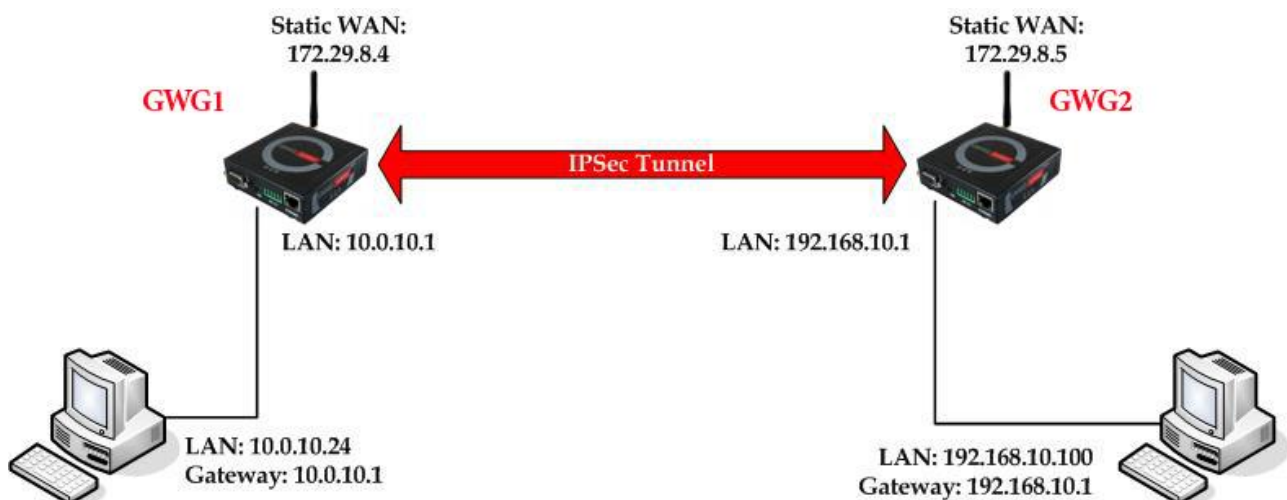 Static WAN:
172.29.8.4
Static WAN:
172.29.8.5
GWG1
GWG2
IPSec Tunnel
LAN: 10.0.10.1
LAN: 192.168.10.1
LAN: 10.0.10.24
Gateway: 10.0.10.1
LAN: 192.168.10.100
Gateway: 192.168.10.1